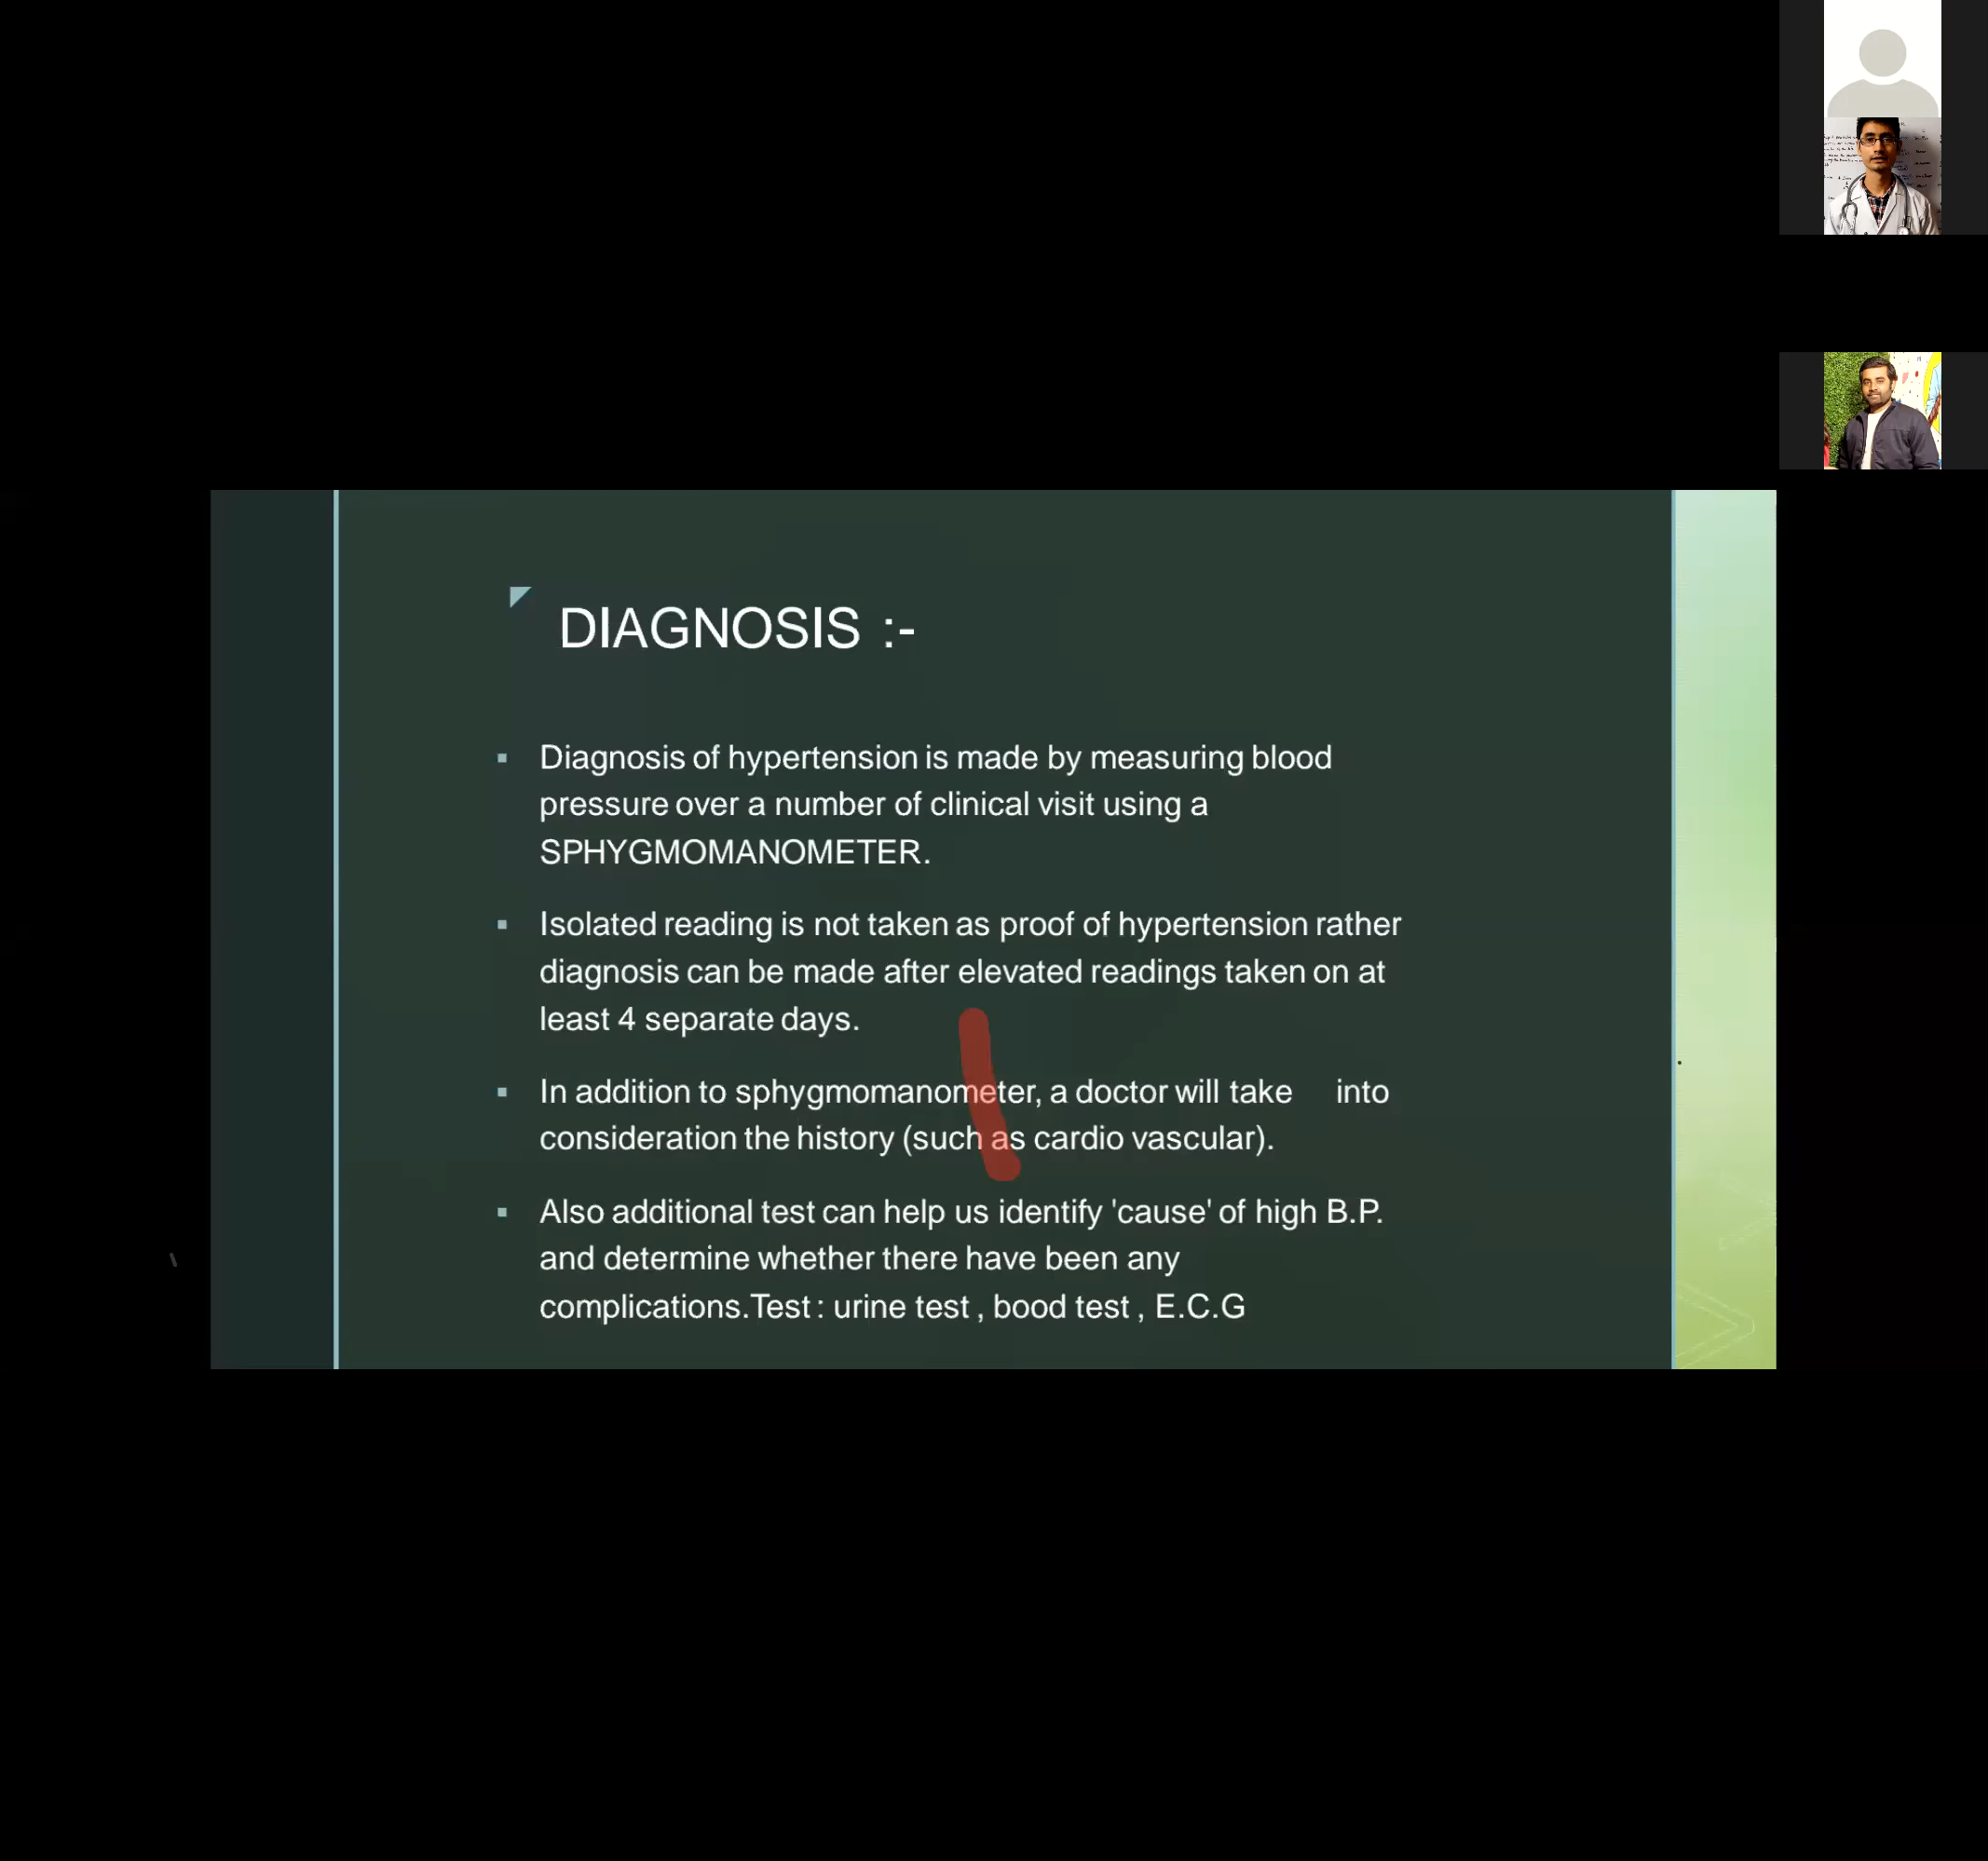 DIAGNOSIS :-
▪ Diagnosis of hypertension is made by measuring blood
pressure over a number of clinical visit using a
SPHYGMOMANOMETER.
▪ Isolated reading is not taken as proof of hypertension rather
diagnosis can be made after elevated readings taken on at
least 4 separate days.
▪ In addition to sphygmomanometer, a doctor will take into
consideration the history (such as cardio vascular).
▪ Also additional test can help us identify 'cause' of high B.P.
and determine whether there have been any
complications.Test : urine test , bood test , E.C.G